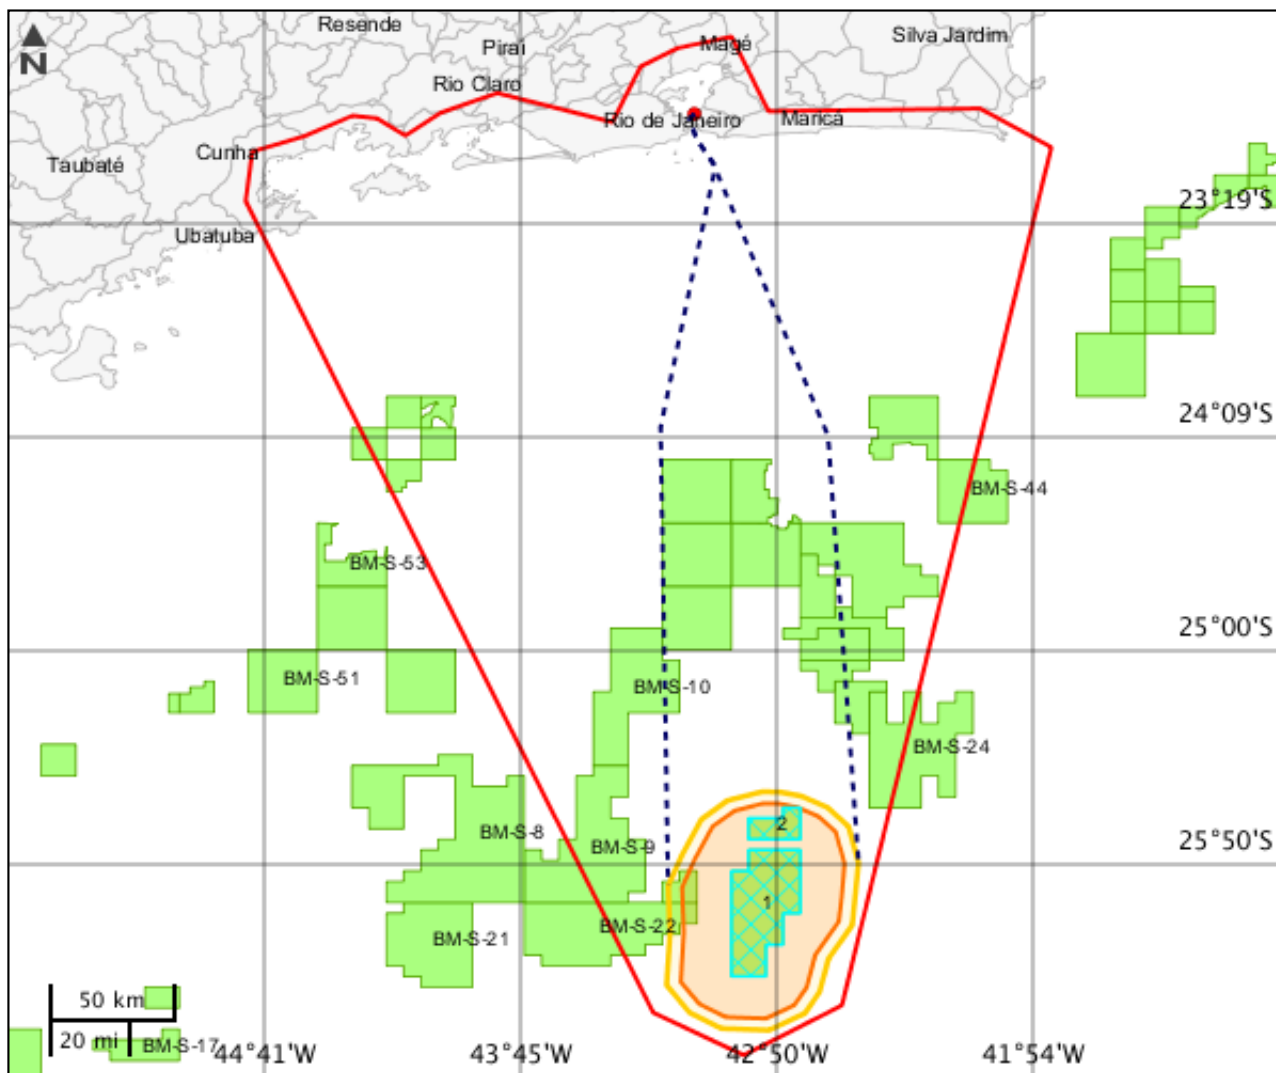 Resende
Piraí
Magé
Silva Jardim
N
Rio Claro
Rio de Janeiro
Maricá
Cunha
Taubaté
23°19'S
Ubatuba
24°09'S
BM-S-44
BM-S-53
25°00'S
BM-S-51
BM-S-10
BM-S-24
2
BM-S-8
25°50'S
BM-S-9
1
BM-S-22
BM-S-21
50 km
20 mi
BM-S-17
44°41'W
43°45'W
42°50'W
41°54'W